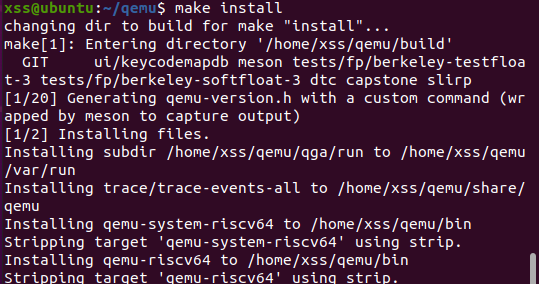 xss@ubuntu:~/qemu$ make install
changing dir to build for make "install"...
make[1]: Entering directory '/home/xss/qemu/build'
  GIT     ui/keycodemapdb meson tests/fp/berkeley-testfloa
t-3 tests/fp/berkeley-softfloat-3 dtc capstone slirp
[1/20] Generating qemu-version.h with a custom command (wr
apped by meson to capture output)
[1/2] Installing files.
Installing subdir /home/xss/qemu/qga/run to /home/xss/qemu
/var/run
Installing trace/trace-events-all to /home/xss/qemu/share/
qemu
Installing qemu-system-riscv64 to /home/xss/qemu/bin
Stripping target 'qemu-system-riscv64' using strip.
Installing qemu-riscv64 to /home/xss/qemu/bin
Stripping target 'qemu-riscv64' using strip.